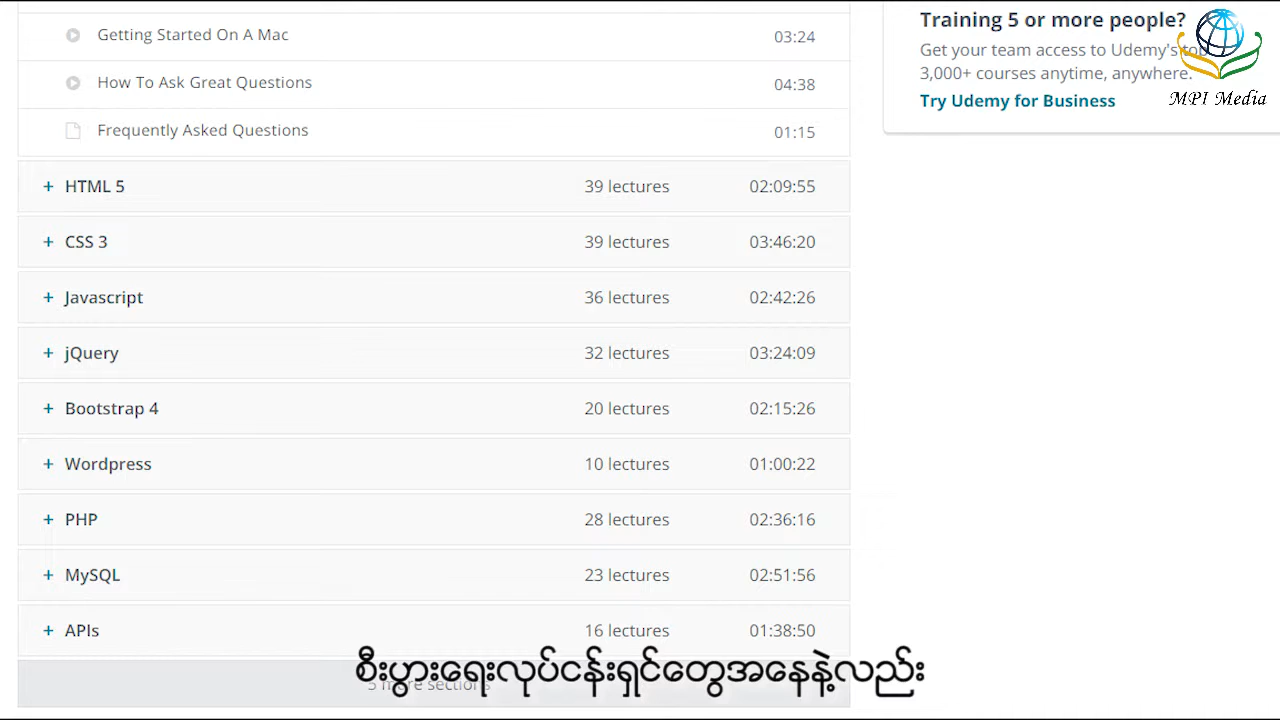 Getting Started On A Mac 03:24
How To Ask Great Questions 04:38
Frequently Asked Questions 01:15
+ HTML 5 39 lectures 02:09:55
+ CSS 3 39 lectures 03:46:20
+ Javascript 36 lectures 02:42:26
+ jQuery 32 lectures 03:24:09
+ Bootstrap 4 20 lectures 02:15:26
+ Wordpress 10 lectures 01:00:22
+ PHP 28 lectures 02:36:16
+ MySQL 23 lectures 02:51:56
+ APIs 16 lectures 01:38:50
5 more sections
စီးပွားရေးလုပ်ငန်းရှင်တွေအနေနဲ့လည်း
Training 5 or more people?
Get your team access to Udemy's top
3,000+ courses anytime, anywhere.
Try Udemy for Business
MPI Media